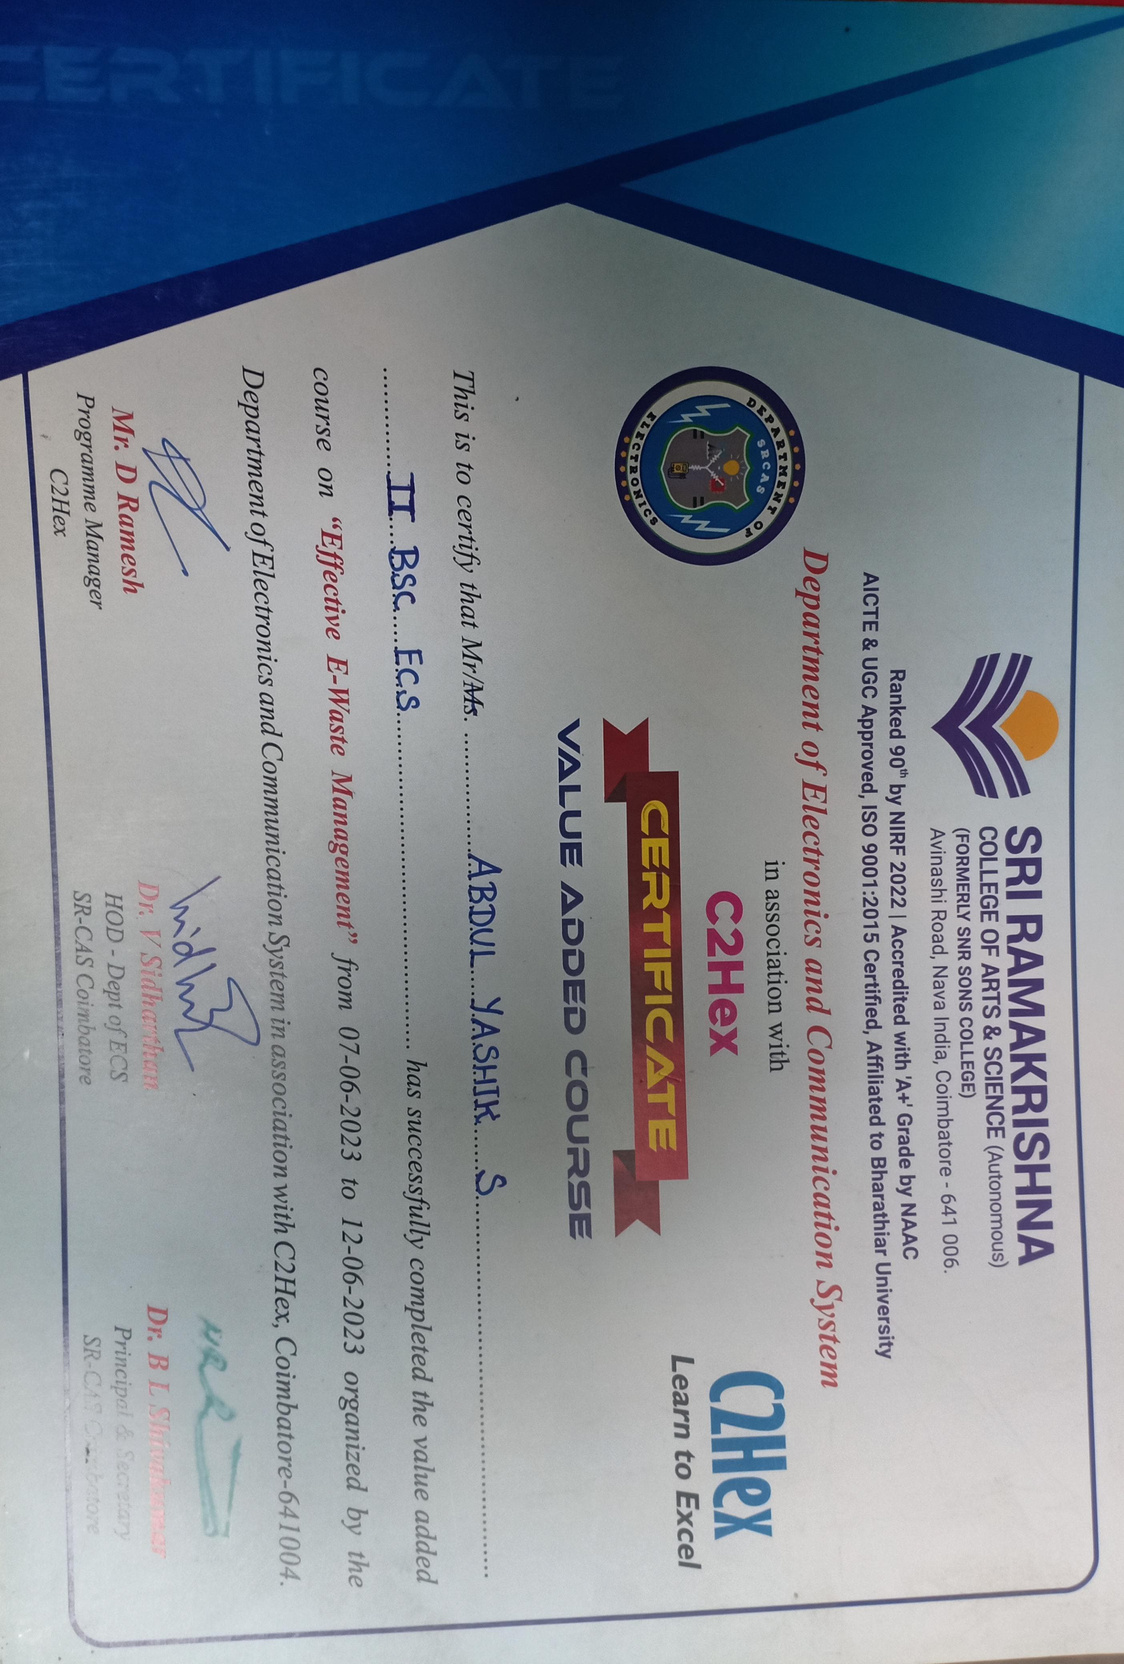 CERTIFICATE
SRI RAMAKRISHNA
COLLEGE OF ARTS & SCIENCE (Autonomous)
(FORMERLY SNR SONS COLLEGE)
Avinashi Road, Nava India, Coimbatore - 641 006.
Ranked 90th by NIRF 2022 | Accredited with 'A+' Grade by NAAC
AICTE & UGC Approved, ISO 9001:2015 Certified, Affiliated to Bharathiar University
Department of Electronics and Communication System
DEPARTMENT OF
SRCAS
ELECTRONICS
in association with
C2Hex
C2Hex
Learn to Excel
CERTIFICATE
VALUE ADDED COURSE
This is to certify that Mr/Ms. ABDUL YASHIK S
II BSC ECS has successfully completed the value added
course on “Effective E-Waste Management” from 07-06-2023 to 12-06-2023 organized by the
Department of Electronics and Communication System in association with C2Hex, Coimbatore-641004.
Mr. D Ramesh
Programme Manager
C2Hex
Dr. V Sidharthan
HOD - Dept of ECS
SR-CAS Coimbatore
Dr. B L Shivakumar
Principal & Secretary
SR-CAS Coimbatore